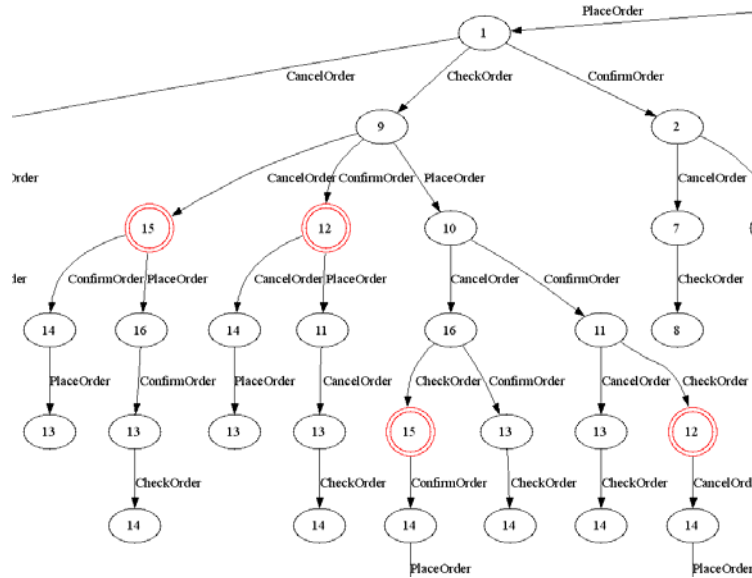 PlaceOrder
1
CancelOrder CheckOrder ConfirmOrder
9 2
CancelOrder ConfirmOrder PlaceOrder CancelOrder
15 12 10 7
ConfirmOrder PlaceOrder CancelOrder PlaceOrder CancelOrder ConfirmOrder CheckOrder
14 16 14 11 16 11 8
PlaceOrder ConfirmOrder PlaceOrder CancelOrder CheckOrder ConfirmOrder CancelOrder CheckOrder
13 13 13 13 15 13 13 12
CheckOrder CheckOrder ConfirmOrder CheckOrder CheckOrder CancelOrd
14 14 14 14 14 14
PlaceOrder PlaceOrder